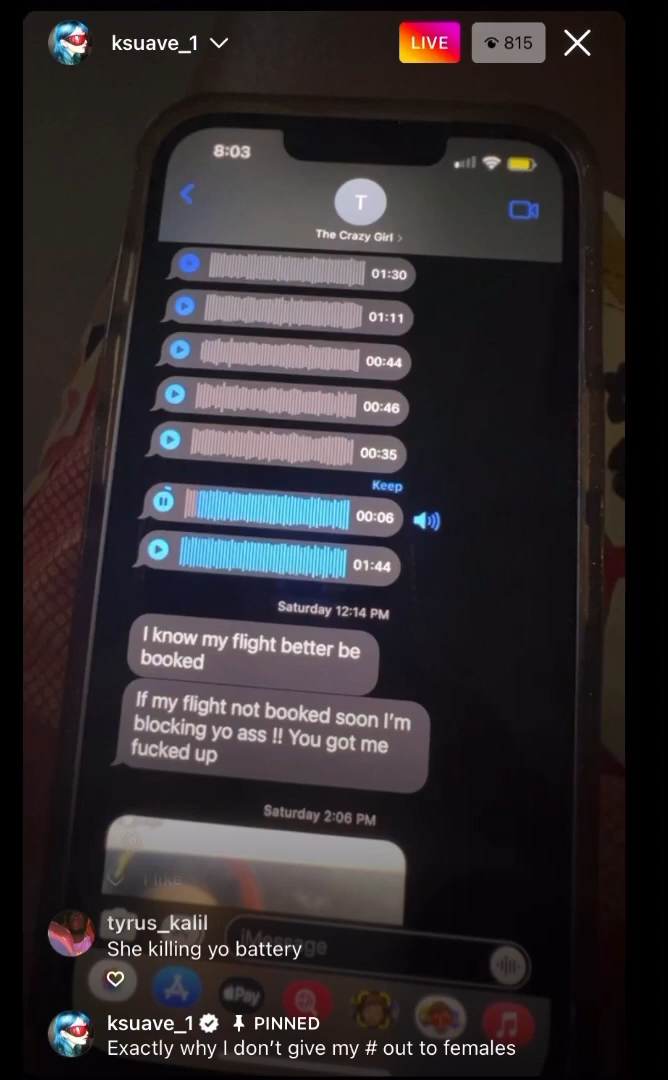 ksuave_1
LIVE
815
8:03
T
The Crazy Girl
01:30
01:11
00:44
00:46
00:35
Keep
00:06
01:44
Saturday 12:14 PM
I know my flight better be
booked
If my flight not booked soon I'm
blocking yo ass !! You got me
fucked up
Saturday 2:06 PM
I like
iMessage
tyrus_kalil
She killing yo battery
Pay
ksuave_1 PINNED
Exactly why I don't give my # out to females